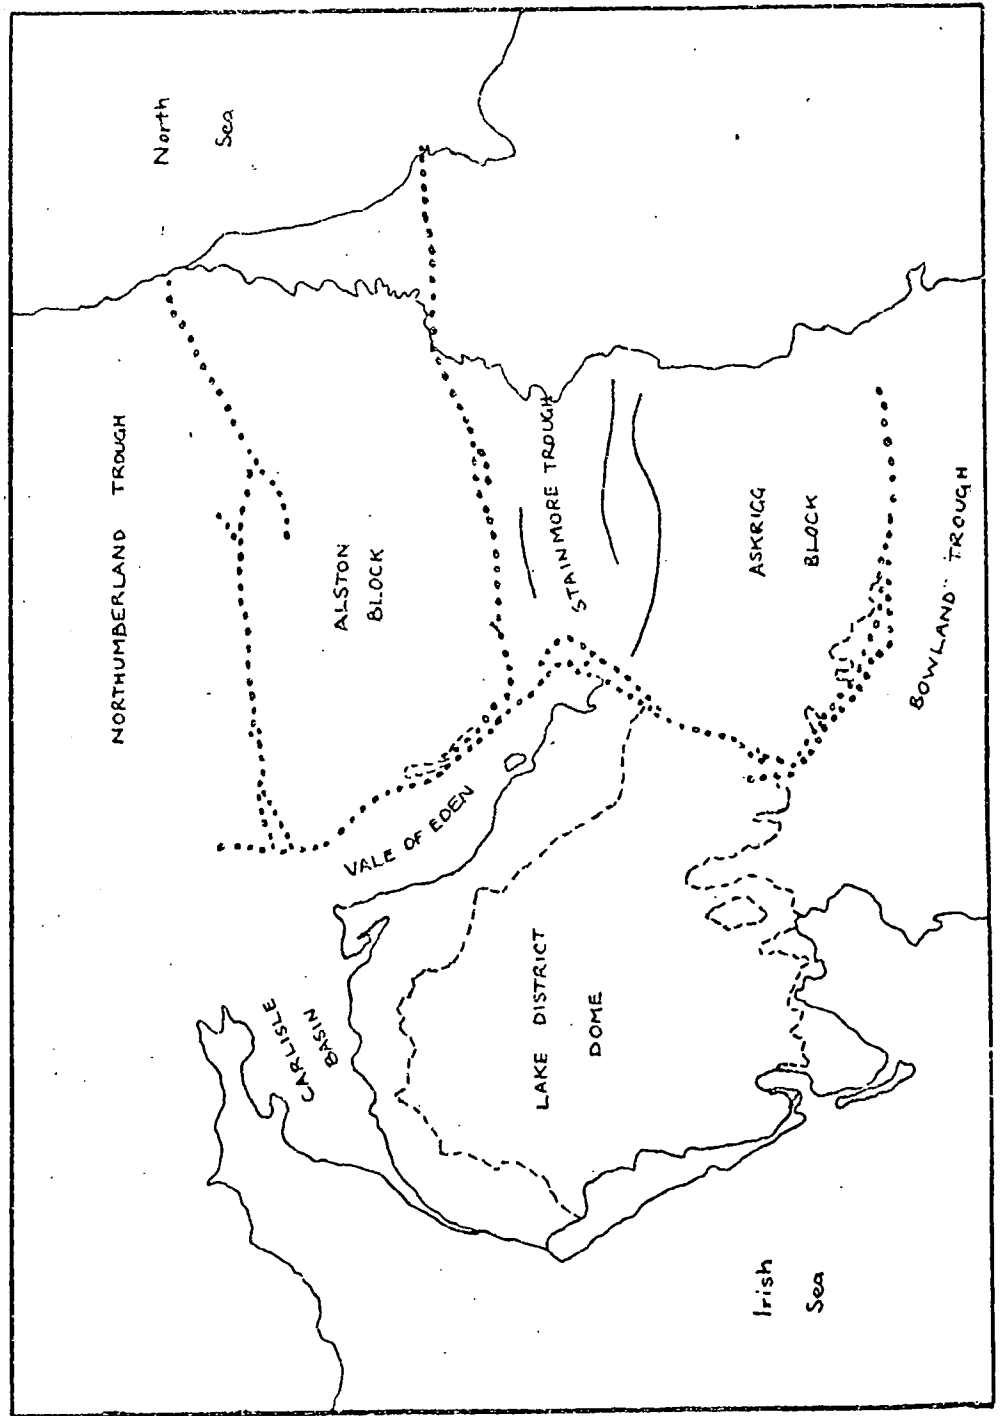 North
Sea
NORTHUMBERLAND TROUGH
ALSTON
BLOCK
STAINMORE TROUGH
ASKRIGG
BLOCK
BOWLAND TROUGH
VALE OF EDEN
CARLISLE
BASIN
LAKE DISTRICT
DOME
Irish
Sea